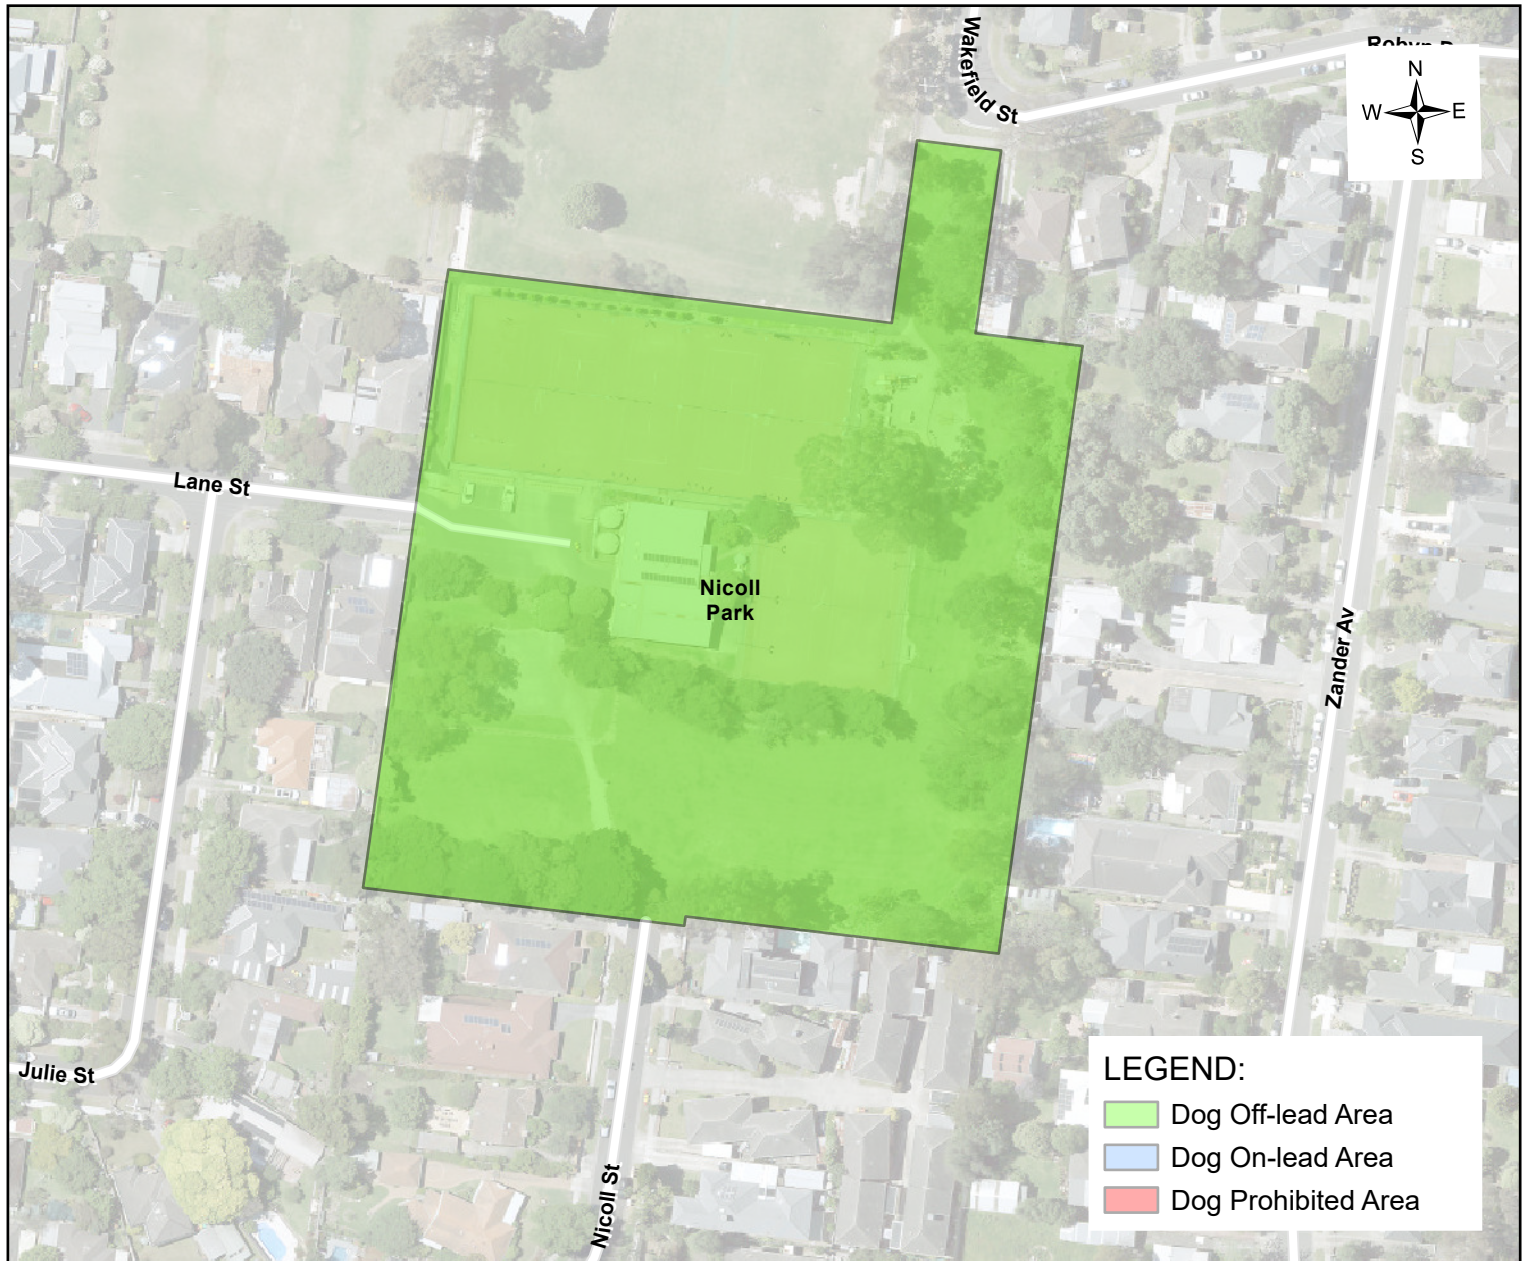 Wakefield St
N
W
E
S
Lane St
Nicoll
Park
Zander Av
Julie St
Nicoll St
LEGEND:
Dog Off-lead Area
Dog On-lead Area
Dog Prohibited Area